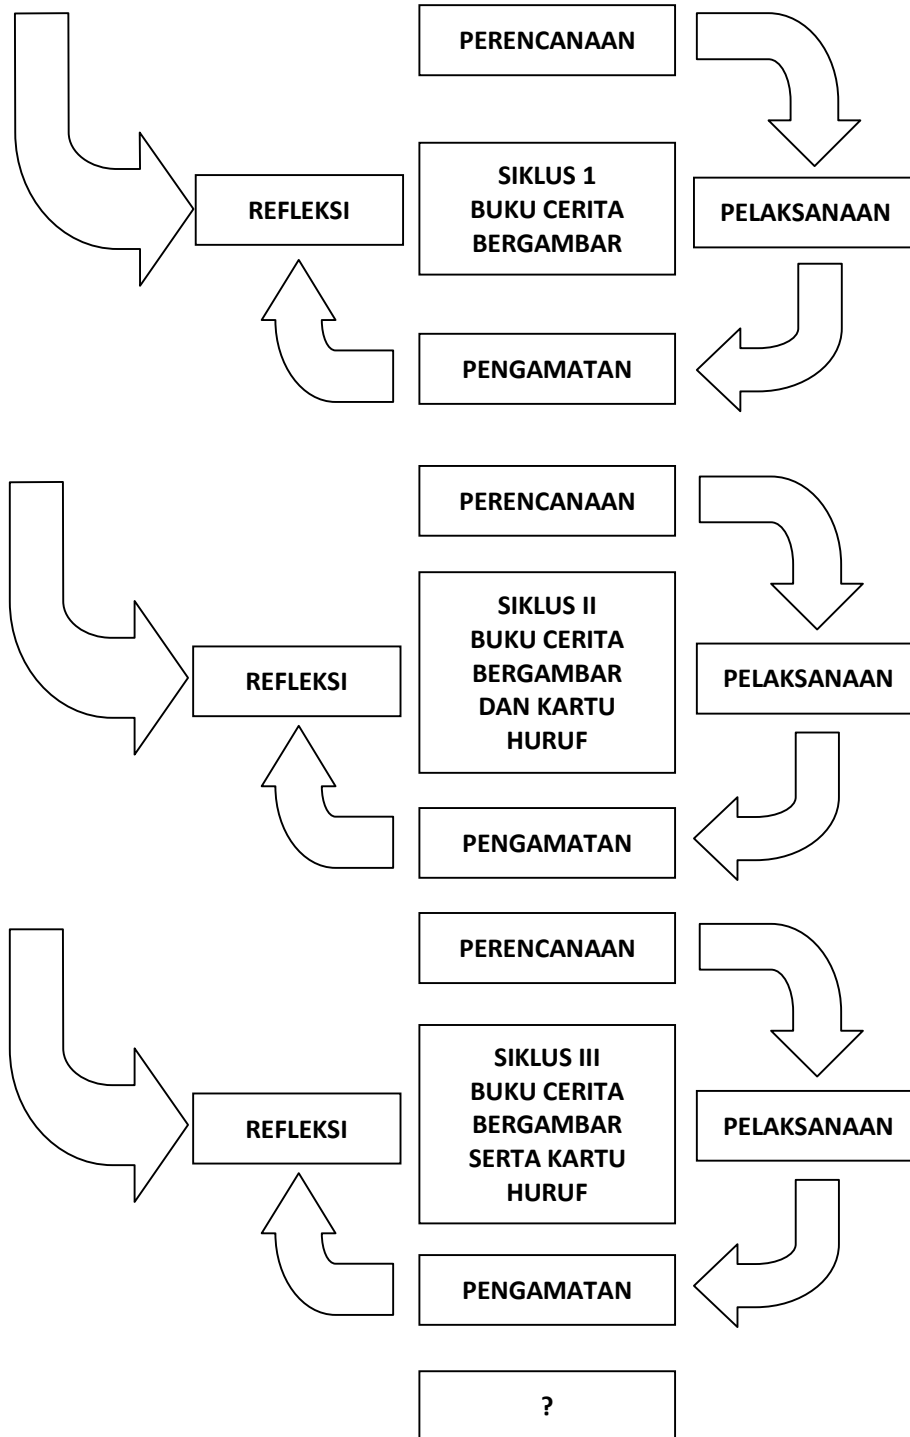 PERENCANAAN
SIKLUS 1
BUKU CERITA
BERGAMBAR
REFLEKSI
PELAKSANAAN
PENGAMATAN
PERENCANAAN
SIKLUS II
BUKU CERITA
BERGAMBAR
DAN KARTU
HURUF
REFLEKSI
PELAKSANAAN
PENGAMATAN
PERENCANAAN
SIKLUS III
BUKU CERITA
BERGAMBAR
SERTA KARTU
HURUF
REFLEKSI
PELAKSANAAN
PENGAMATAN
?